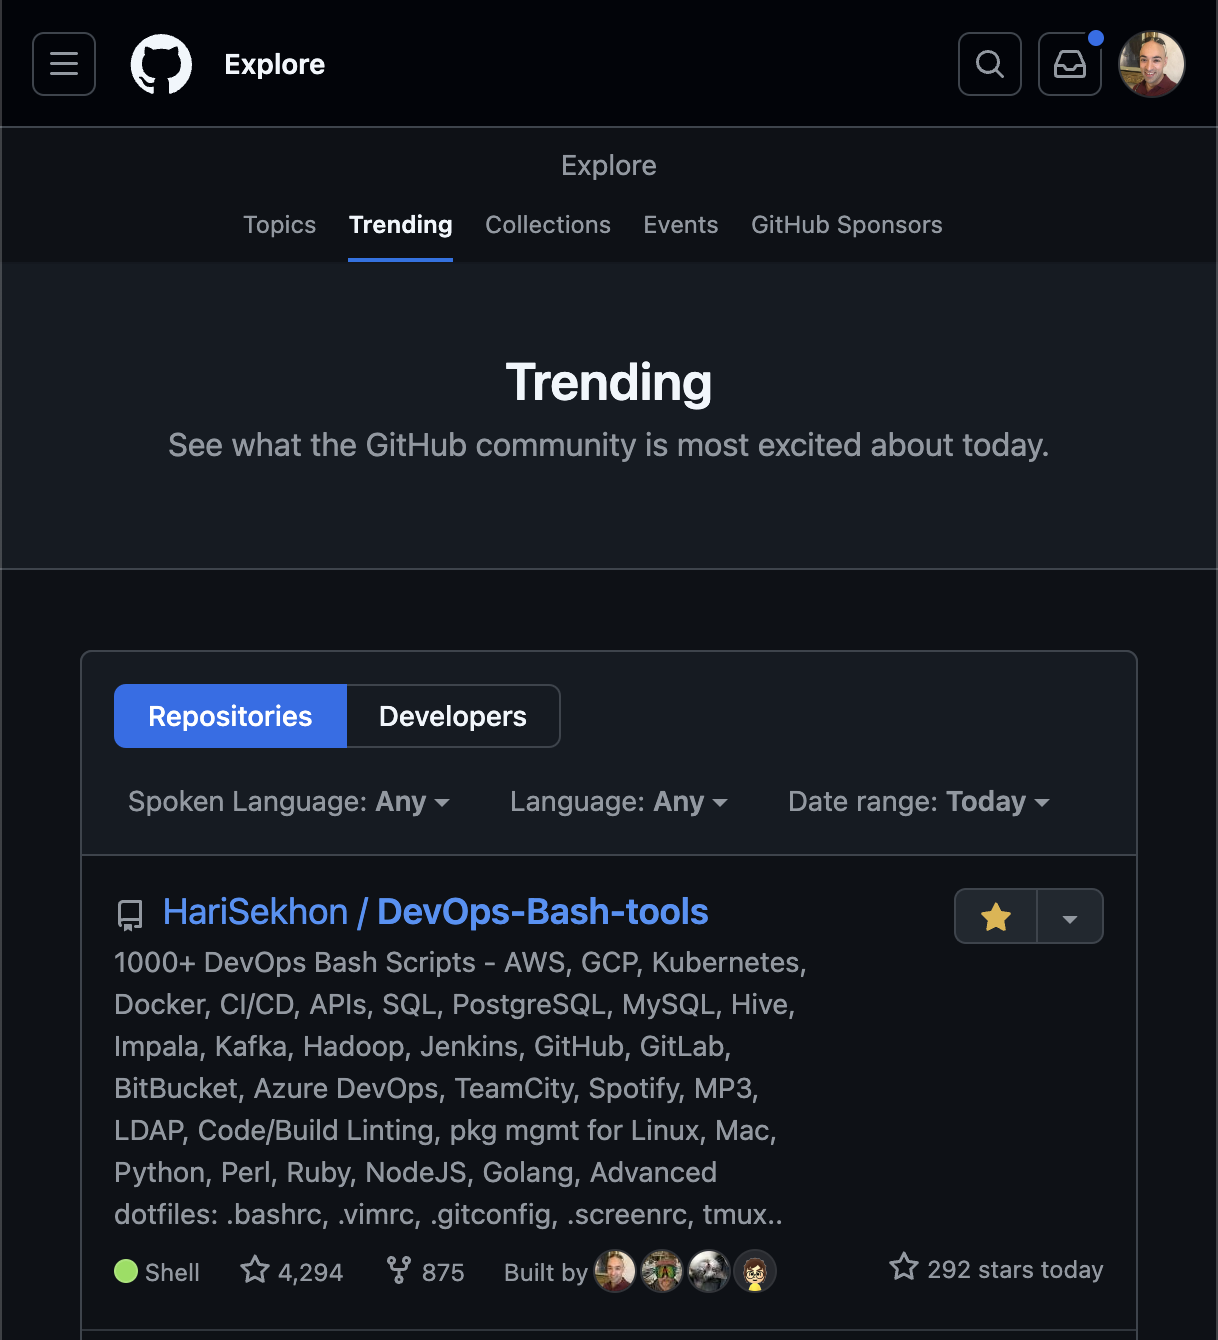 Explore
Explore
Topics Trending Collections Events GitHub Sponsors
Trending
See what the GitHub community is most excited about today.
Repositories Developers
Spoken Language: Any Language: Any Date range: Today
HariSekhon / DevOps-Bash-tools
1000+ DevOps Bash Scripts - AWS, GCP, Kubernetes,
Docker, CI/CD, APIs, SQL, PostgreSQL, MySQL, Hive,
Impala, Kafka, Hadoop, Jenkins, GitHub, GitLab,
BitBucket, Azure DevOps, TeamCity, Spotify, MP3,
LDAP, Code/Build Linting, pkg mgmt for Linux, Mac,
Python, Perl, Ruby, NodeJS, Golang, Advanced
dotfiles: .bashrc, .vimrc, .gitconfig, .screenrc, tmux..
Shell 4,294 875 Built by 292 stars today